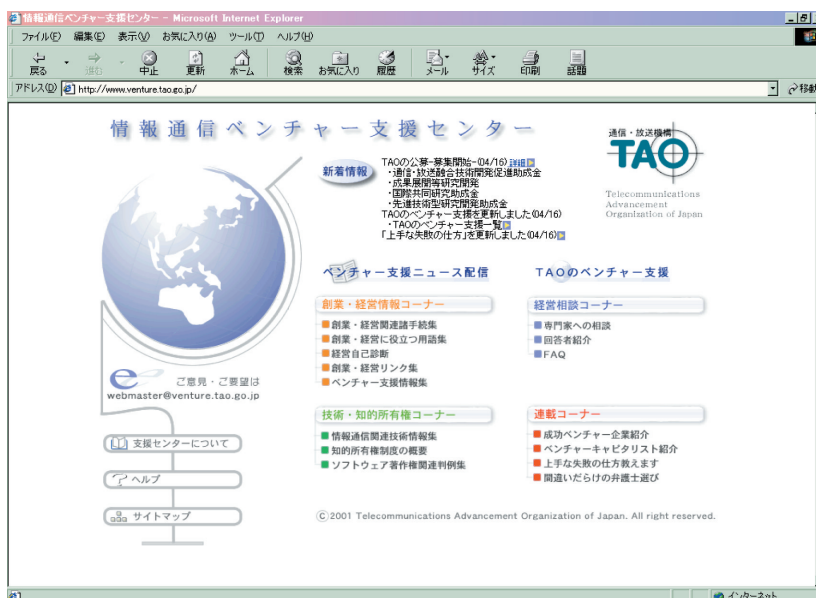 情報通信ベンチャー支援センター - Microsoft Internet Explorer
ファイル(F) 編集(E) 表示(V) お気に入り(A) ツール(T) ヘルプ(H)
戻る 進む 中止 更新 ホーム 検索 お気に入り 履歴 メール サイズ 印刷 話題
アドレス(D) http://www.venture.tao.go.jp/ 移動
情報通信ベンチャー支援センター
通信・放送機構
TAO
Telecommunications
Advancement
Organization of Japan
新着情報
TAOの公募-募集開始-(04/16) 詳細
・通信・放送融合技術開発促進助成金
・成果展開等研究開発
・国際共同研究助成金
・先進技術型研究開発助成金
TAOのベンチャー支援を更新しました(04/16)
・TAOのベンチャー支援一覧
「上手な失敗の仕方」を更新しました(04/16)
ベンチャー支援ニュース配信
TAOのベンチャー支援
創業・経営情報コーナー
創業・経営関連諸手続集
創業・経営に役立つ用語集
経営自己診断
創業・経営リンク集
ベンチャー支援情報集
経営相談コーナー
専門家への相談
回答者紹介
FAQ
ご意見・ご要望は
webmaster@venture.tao.go.jp
技術・知的所有権コーナー
情報通信関連技術情報集
知的所有権制度の概要
ソフトウェア著作権関連判例集
連載コーナー
成功ベンチャー企業紹介
ベンチャーキャピタリスト紹介
上手な失敗の仕方教えます
間違いだらけの弁護士選び
支援センターについて
ヘルプ
サイトマップ
©2001 Telecommunications Advancement Organization of Japan. All right reserved.
インターネット